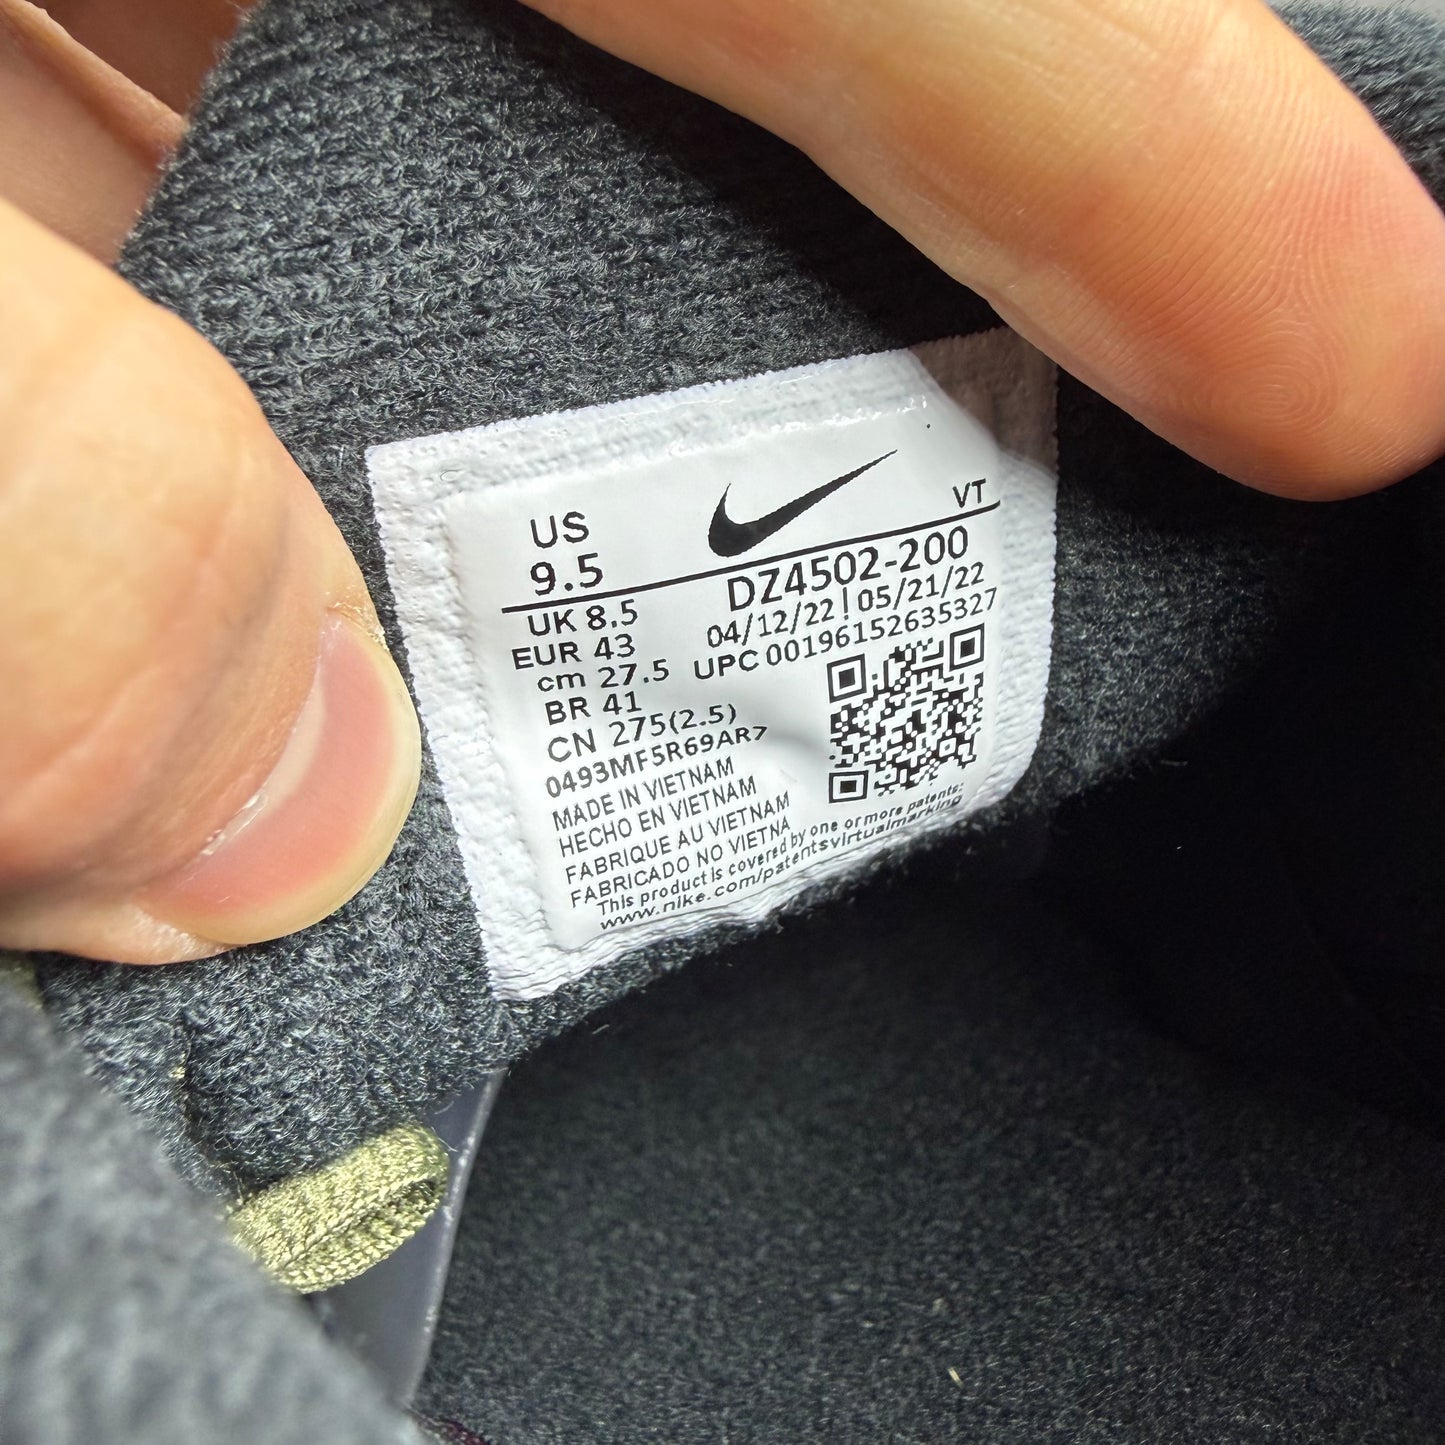 US
9.5
VT
DZ4502-200
04/12/22 | 05/21/22
UPC 00196152635327
UK 8.5
EUR 43
cm 27.5
BR 41
CN 275(2.5)
0493MF5R69AR7
MADE IN VIETNAM
HECHO EN VIETNAM
FABRIQUE AU VIETNAM
FABRICADO NO VIETNA
This product is covered by one or more patents:
www.nike.com/patentsvirtualmarking